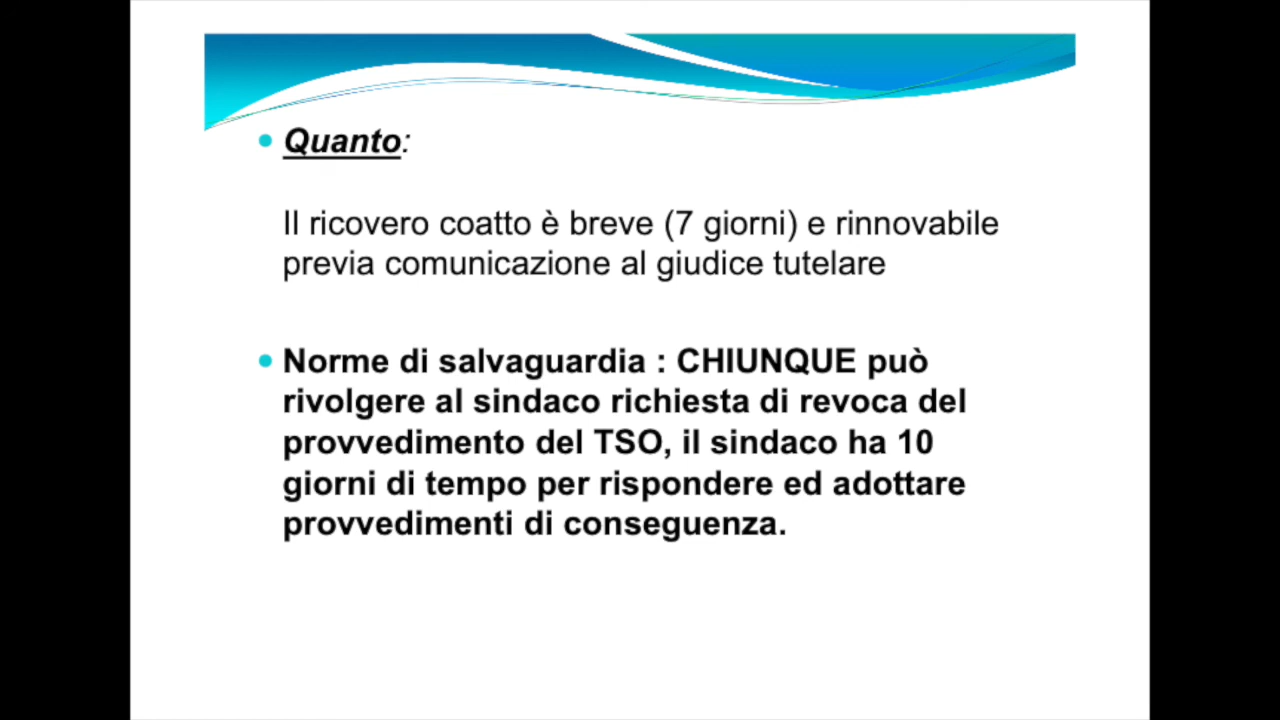 Quanto:
Il ricovero coatto è breve (7 giorni) e rinnovabile
previa comunicazione al giudice tutelare
Norme di salvaguardia : CHIUNQUE può
rivolgere al sindaco richiesta di revoca del
provvedimento del TSO, il sindaco ha 10
giorni di tempo per rispondere ed adottare
provvedimenti di conseguenza.